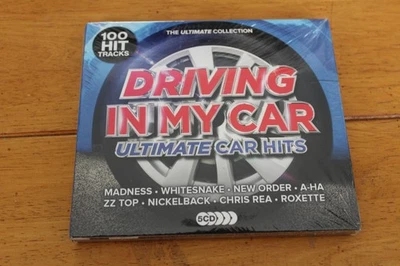 100
HIT
TRACKS
THE ULTIMATE COLLECTION
DRIVING
IN MY CAR
ULTIMATE CAR HITS
MADNESS • WHITESNAKE • NEW ORDER • A-HA
ZZ TOP • NICKELBACK • CHRIS REA • ROXETTE
5CD